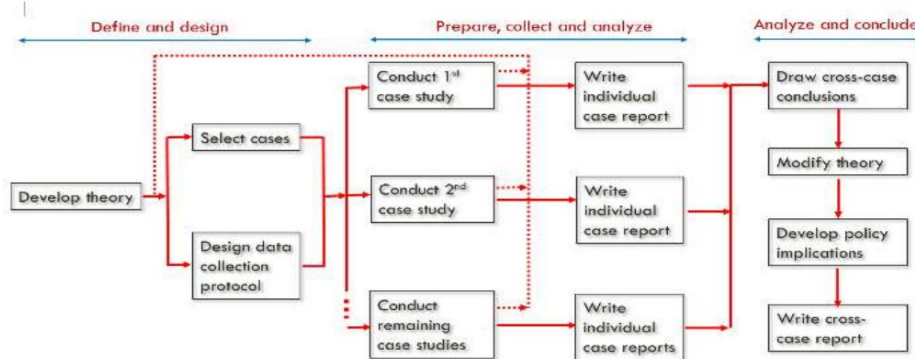 Define and design
Prepare, collect and analyze
Analyze and conclude
Develop theory
Select cases
Design data
collection
protocol
Conduct 1st
case study
Conduct 2nd
case study
Conduct
remaining
case studies
Write
individual
case report
Write
individual
case report
Write
individual
case reports
Draw cross-case
conclusions
Modify theory
Develop policy
implications
Write cross-
case report